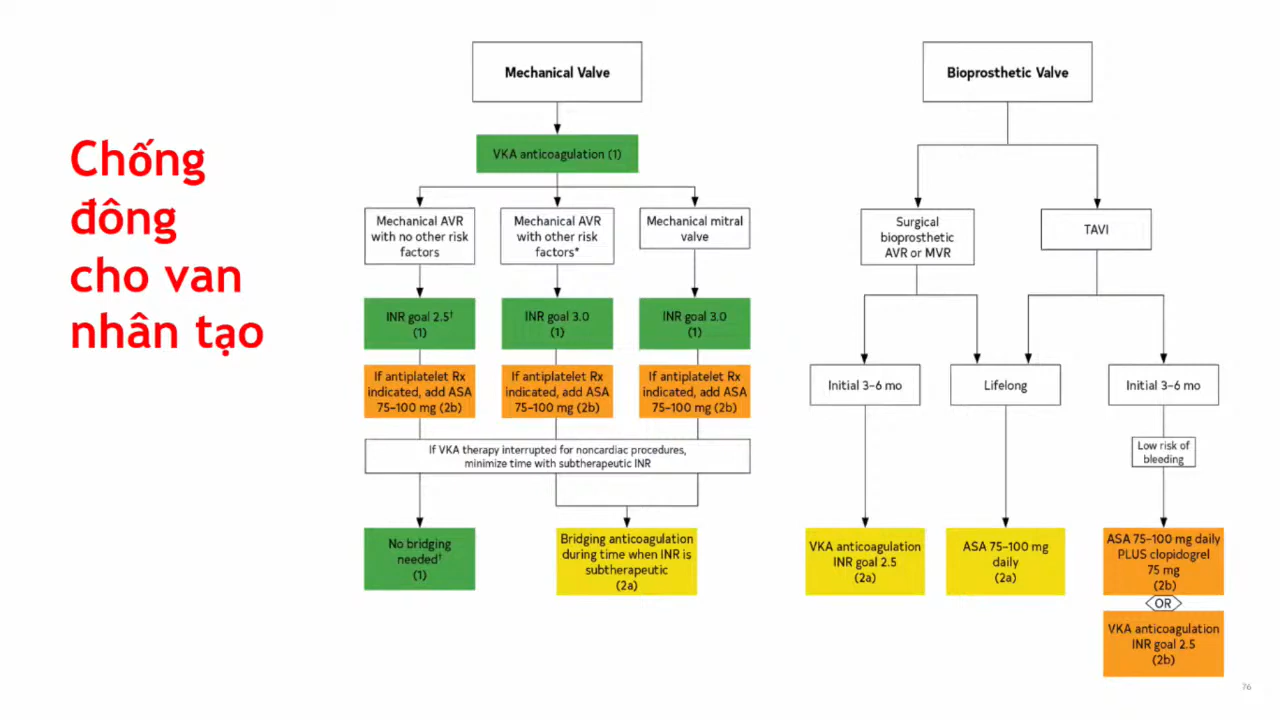 Chống
đông
cho van
nhân tạo
Mechanical Valve
VKA anticoagulation (1)
Mechanical AVR
with no other risk
factors
Mechanical AVR
with other risk
factors*
Mechanical mitral
valve
INR goal 2.5†
(1)
INR goal 3.0
(1)
INR goal 3.0
(1)
If antiplatelet Rx
indicated, add ASA
75–100 mg (2b)
If antiplatelet Rx
indicated, add ASA
75–100 mg (2b)
If antiplatelet Rx
indicated, add ASA
75–100 mg (2b)
If VKA therapy interrupted for noncardiac procedures,
minimize time with subtherapeutic INR
No bridging
needed†
(1)
Bridging anticoagulation
during time when INR is
subtherapeutic
(2a)
Bioprosthetic Valve
Surgical
bioprosthetic
AVR or MVR
TAVI
Initial 3–6 mo
Lifelong
Initial 3–6 mo
Low risk of
bleeding
VKA anticoagulation
INR goal 2.5
(2a)
ASA 75–100 mg
daily
(2a)
ASA 75–100 mg daily
PLUS clopidogrel
75 mg
(2b)
OR
VKA anticoagulation
INR goal 2.5
(2b)
76